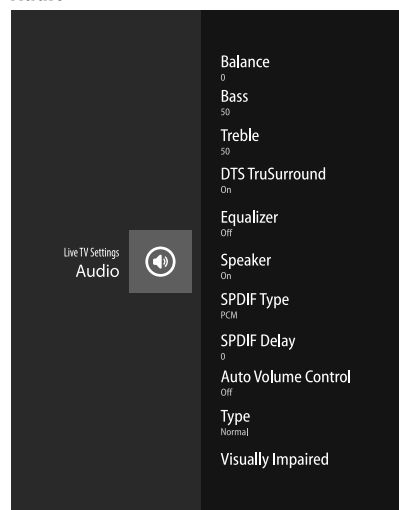 Live TV Settings
Audio
Balance
0
Bass
50
Treble
50
DTS TruSurround
On
Equalizer
Off
Speaker
On
SPDIF Type
PCM
SPDIF Delay
0
Auto Volume Control
Off
Type
Normal
Visually Impaired